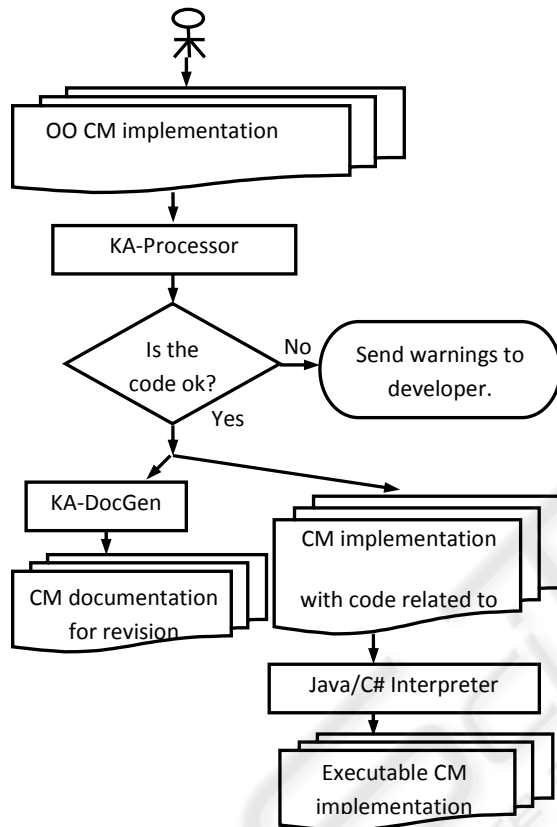 OO CM implementation
KA-Processor
Is the
code ok?
No
Send warnings to
developer.
Yes
KA-DocGen
CM documentation
for revision
CM implementation
with code related to
Java/C# Interpreter
Executable CM
implementation